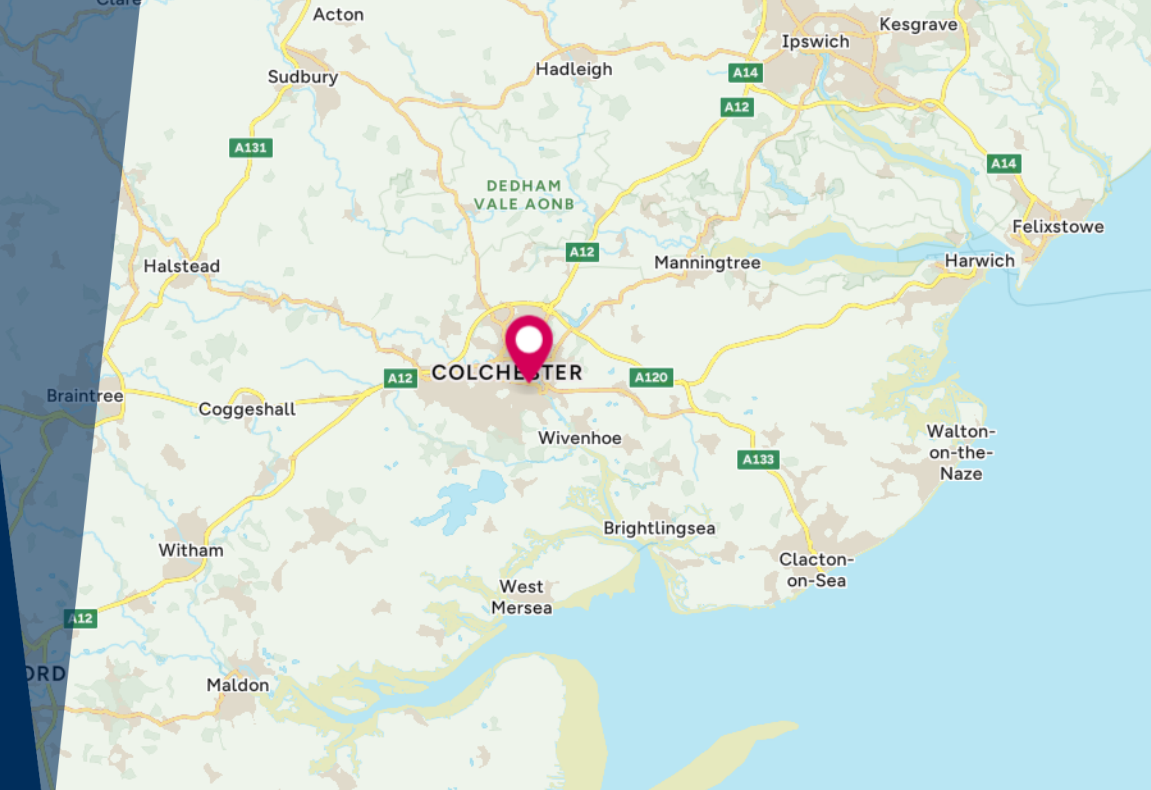 Clare
Acton
Kesgrave
Ipswich
Hadleigh
A14
Sudbury
A12
A131
A14
DEDHAM
VALE AONB
Felixstowe
A12
Manningtree
Harwich
Halstead
COLCHESTER
A12
A120
Braintree
Coggeshall
Wivenhoe
Walton-
on-the-
Naze
A133
Brightlingsea
Witham
Clacton-
on-Sea
West
Mersea
A12
ORD
Maldon